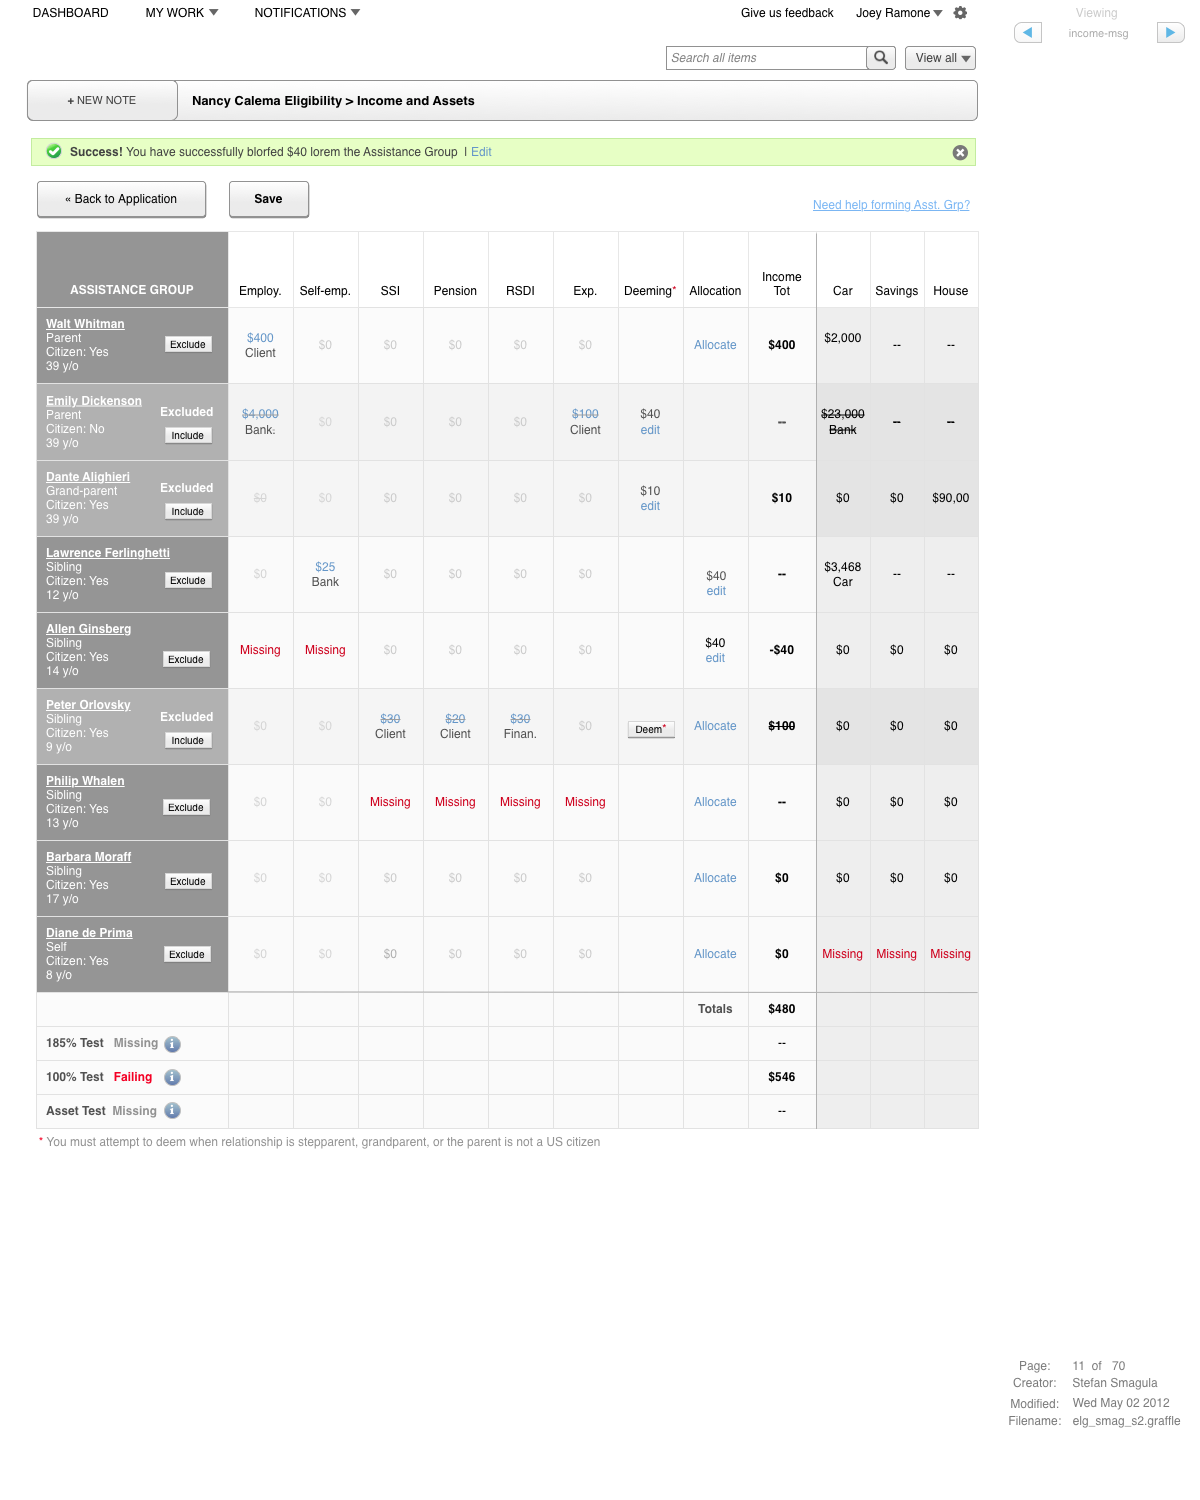 DASHBOARD MY WORK NOTIFICATIONS Give us feedback Joey Ramone Viewing
income-msg
Search all items View all
+ NEW NOTE Nancy Calema Eligibility > Income and Assets
Success! You have successfully blorfed $40 lorem the Assistance Group | Edit
« Back to Application Save Need help forming Asst. Grp?
ASSISTANCE GROUP Employ. Self-emp. SSI Pension RSDI Exp. Deeming* Allocation Income Tot Car Savings House
Walt Whitman
Parent
Citizen: Yes
39 y/o
Exclude
$400
Client
$0 $0 $0 $0 $0 Allocate $400 $2,000 -- --
Emily Dickenson
Parent
Citizen: No
39 y/o
Excluded
Include
$4,000
Bank.
$0 $0 $0 $0
$100
Client
$40
edit
--
$23,000
Bank
-- --
Dante Alighieri
Grand-parent
Citizen: Yes
39 y/o
Excluded
Include
$0 $0 $0 $0 $0 $0
$10
edit
$10 $0 $0 $90,00
Lawrence Ferlinghetti
Sibling
Citizen: Yes
12 y/o
Exclude
$0
$25
Bank
$0 $0 $0 $0
$40
edit
--
$3,468
Car
-- --
Allen Ginsberg
Sibling
Citizen: Yes
14 y/o
Exclude
Missing Missing $0 $0 $0 $0
$40
edit
-$40 $0 $0 $0
Peter Orlovsky
Sibling
Citizen: Yes
9 y/o
Excluded
Include
$0 $0
$30
Client
$20
Client
$30
Finan.
$0 Deem* Allocate $100 $0 $0 $0
Philip Whalen
Sibling
Citizen: Yes
13 y/o
Exclude
$0 $0 Missing Missing Missing Missing Allocate -- $0 $0 $0
Barbara Moraff
Sibling
Citizen: Yes
17 y/o
Exclude
$0 $0 $0 $0 $0 $0 Allocate $0 $0 $0 $0
Diane de Prima
Self
Citizen: Yes
8 y/o
Exclude
$0 $0 $0 $0 $0 $0 Allocate $0 Missing Missing Missing
Totals $480
185% Test Missing i --
100% Test Failing i $546
Asset Test Missing i --
* You must attempt to deem when relationship is stepparent, grandparent, or the parent is not a US citizen
Page: 11 of 70
Creator: Stefan Smagula
Modified: Wed May 02 2012
Filename: elg_smag_s2.graffle